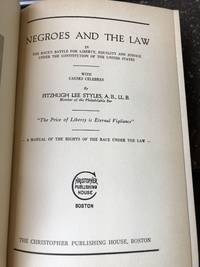 NEGROES AND THE LAW
IN
THE RACE'S BATTLE FOR LIBERTY, EQUALITY AND JUSTICE
UNDER THE CONSTITUTION OF THE UNITED STATES
WITH
CAUSES CELEBRES
By
FITZHUGH LEE STYLES, A.B., LL.B.
Member of the Philadelphia Bar
"The Price of Liberty is Eternal Vigilance"
— A MANUAL OF THE RIGHTS OF THE RACE UNDER THE LAW —
CHRISTOPHER
PUBLISHING
HOUSE
BOSTON
THE CHRISTOPHER PUBLISHING HOUSE, BOSTON